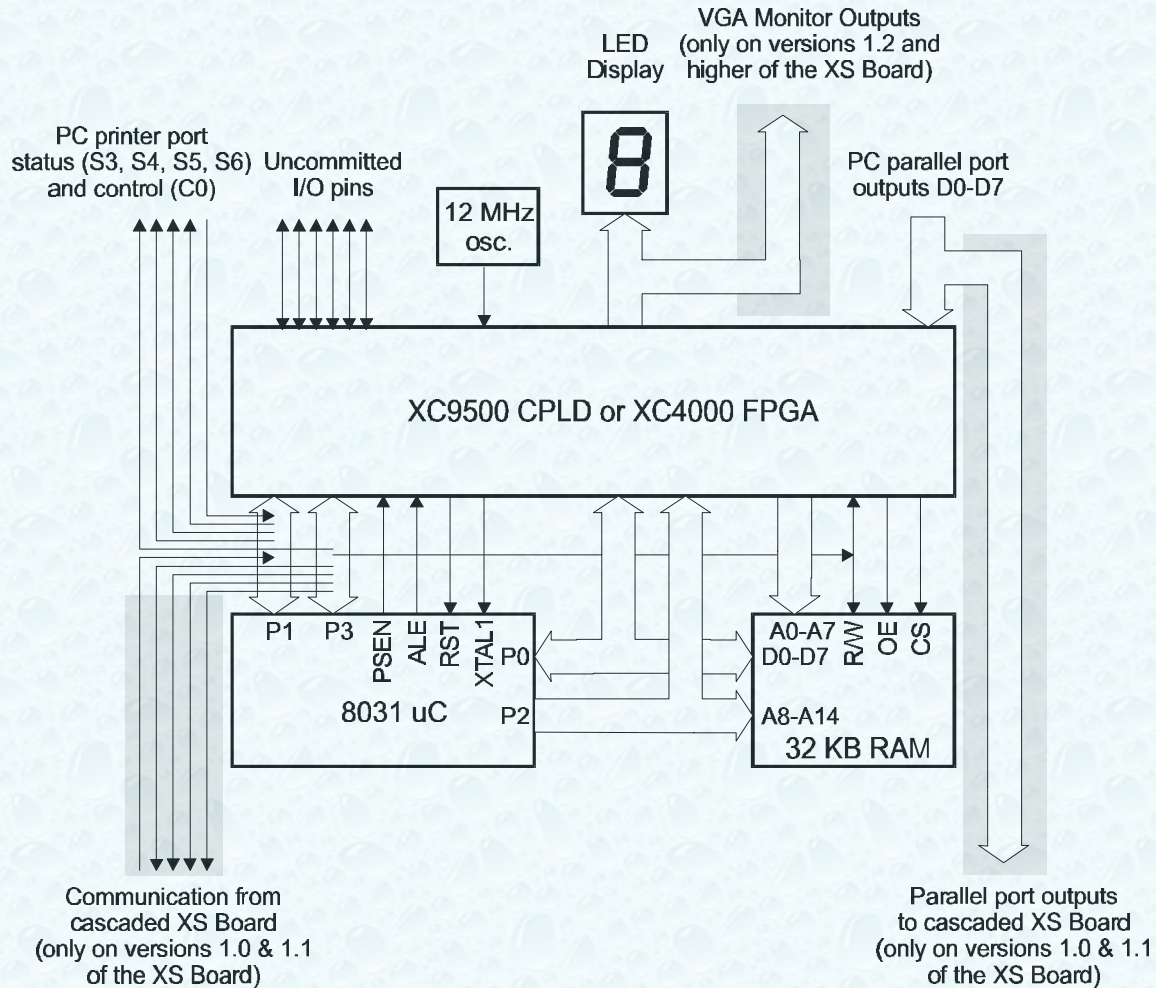 VGA Monitor Outputs
(only on versions 1.2 and
higher of the XS Board)
LED
Display
PC printer port
status (S3, S4, S5, S6)
and control (C0)
Uncommitted
I/O pins
12 MHz
osc.
8
PC parallel port
outputs D0-D7
XC9500 CPLD or XC4000 FPGA
P1
P3
PSEN
ALE
RST
XTAL1
P0
P2
8031 uC
A0-A7
D0-D7
R/W
OE
CS
A8-A14
32 KB RAM
Communication from
cascaded XS Board
(only on versions 1.0 & 1.1
of the XS Board)
Parallel port outputs
to cascaded XS Board
(only on versions 1.0 & 1.1
of the XS Board)